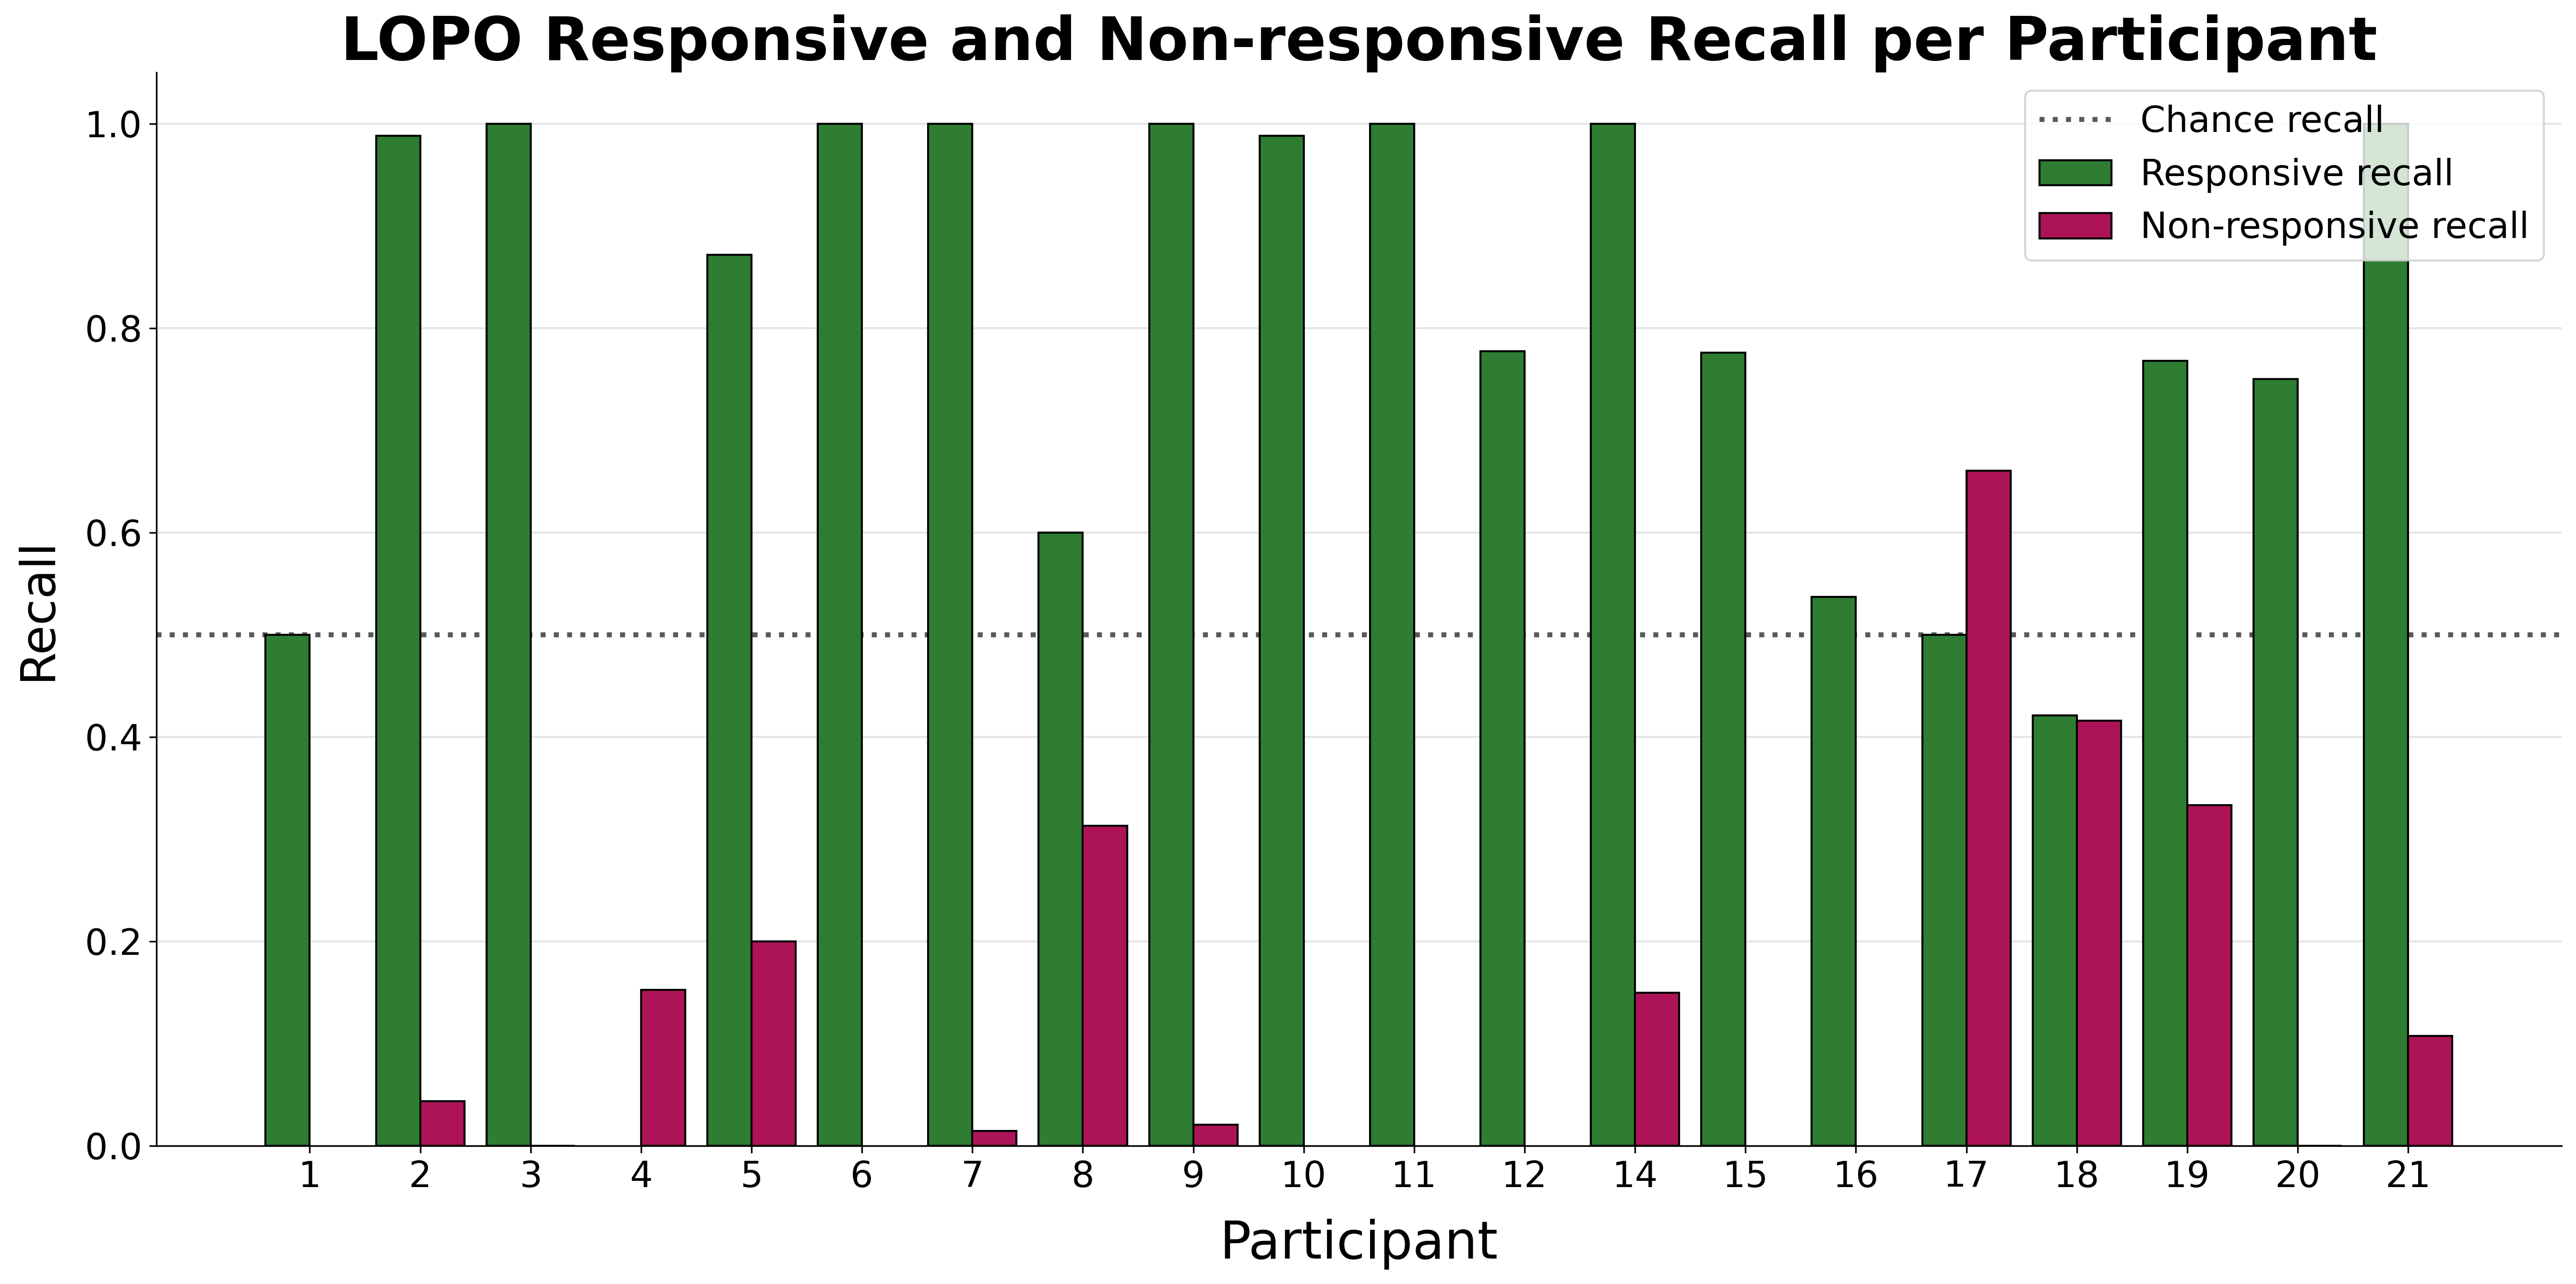 LOPO Responsive and Non-responsive Recall per Participant
Chance recall
Responsive recall
Non-responsive recall
1.0
0.8
0.6
0.4
0.2
0.0
Recall
1 2 3 4 5 6 7 8 9 10 11 12 14 15 16 17 18 19 20 21
Participant